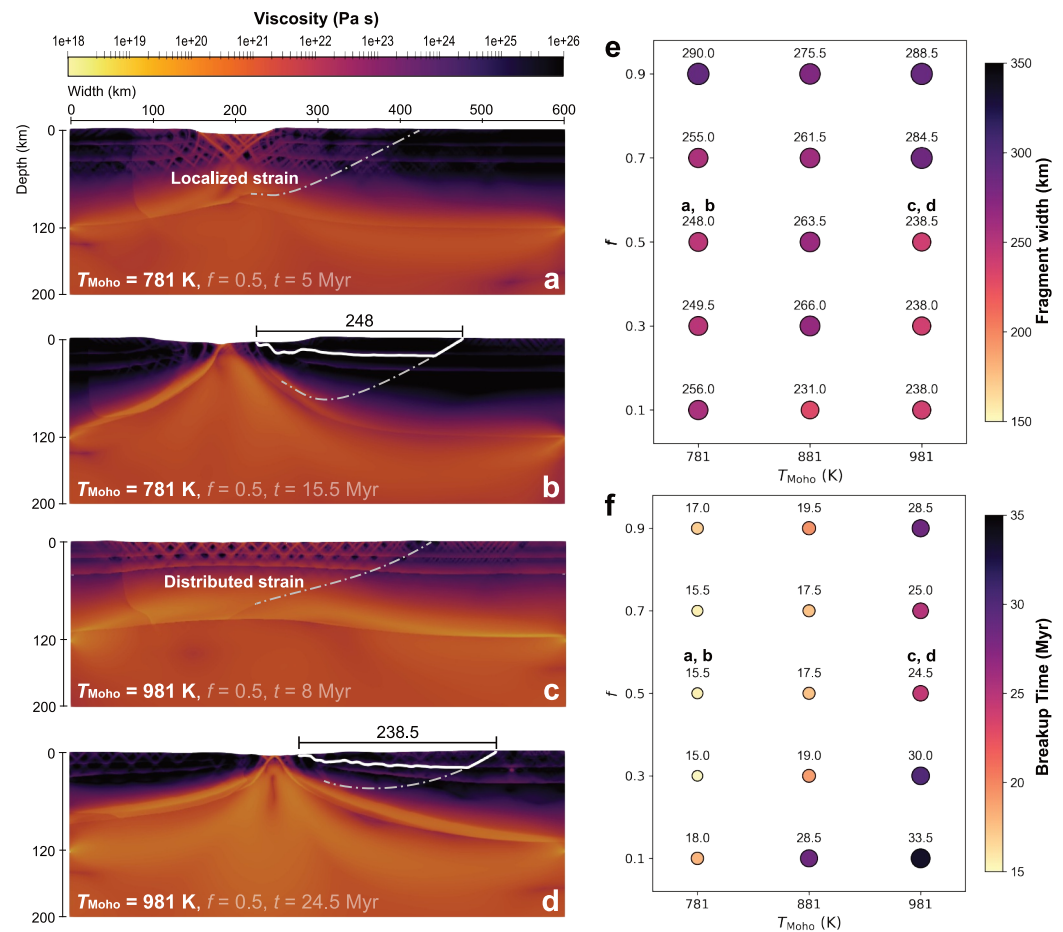 Viscosity (Pa s)
1e+18 1e+19 1e+20 1e+21 1e+22 1e+23 1e+24 1e+25 1e+26
Width (km)
0 100 200 300 400 500 600
Depth (km)
0
120
200
Localized strain
TMoho = 781 K, f = 0.5, t = 5 Myr
a
248
0
120
200
TMoho = 781 K, f = 0.5, t = 15.5 Myr
b
0
120
200
Distributed strain
TMoho = 981 K, f = 0.5, t = 8 Myr
c
238.5
0
120
200
TMoho = 981 K, f = 0.5, t = 24.5 Myr
d
e
290.0 275.5 288.5
0.9
255.0 261.5 284.5
0.7
a, b c, d
248.0 263.5 238.5
0.5
f
249.5 266.0 238.0
0.3
256.0 231.0 238.0
0.1
781 881 981
TMoho (K)
350
300
250
200
150
Fragment width (km)
f
17.0 19.5 28.5
0.9
15.5 17.5 25.0
0.7
a, b c, d
15.5 17.5 24.5
0.5
f
15.0 19.0 30.0
0.3
18.0 28.5 33.5
0.1
781 881 981
TMoho (K)
35
30
25
20
15
Breakup Time (Myr)